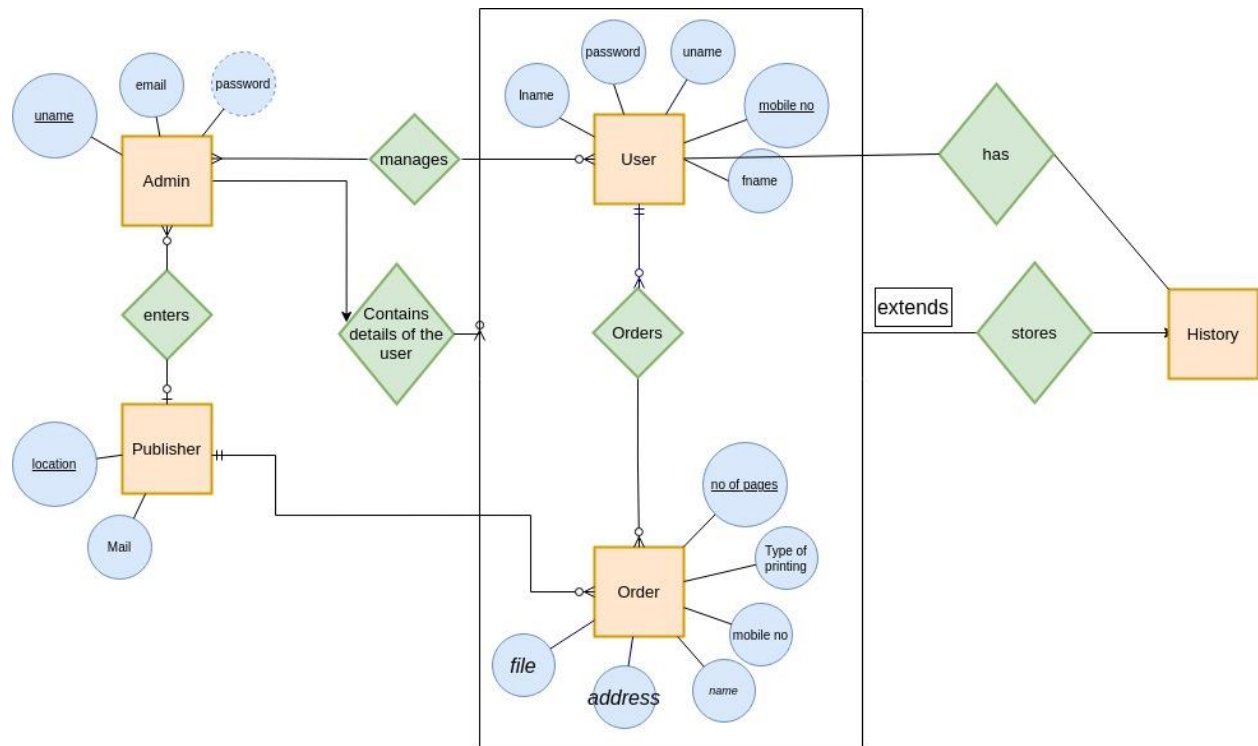 uname
email
password
Admin
manages
lname
password
uname
mobile no
fname
User
has
enters
Contains
details of the
user
Orders
extends
stores
History
Publisher
location
Mail
Order
no of pages
Type of
printing
mobile no
name
address
file